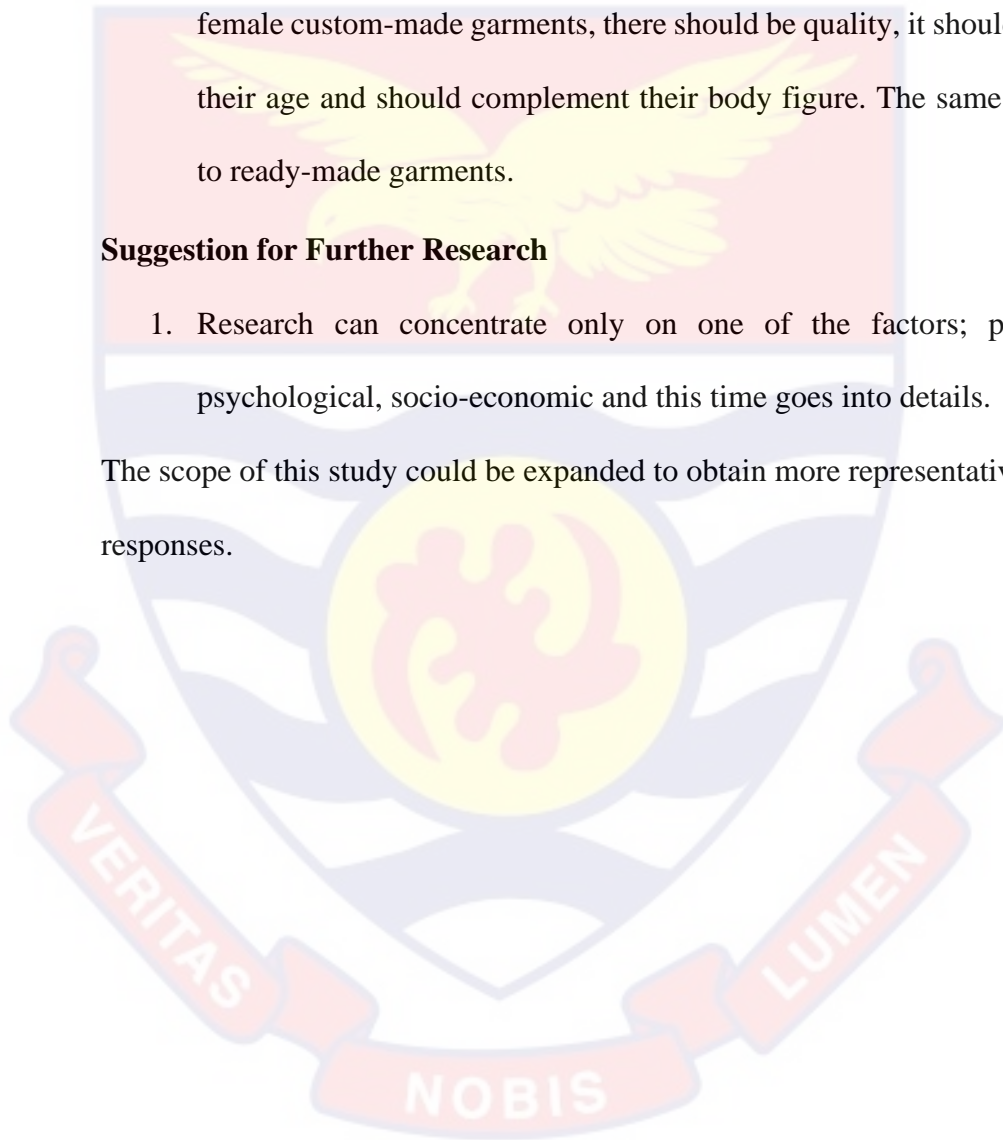 female custom-made garments, there should be quality, it shoul
their age and should complement their body figure. The same
to ready-made garments.
Suggestion for Further Research
1. Research can concentrate only on one of the factors; p
psychological, socio-economic and this time goes into details.
The scope of this study could be expanded to obtain more representativ
responses.
VERITAS
NOBIS
LUMEN